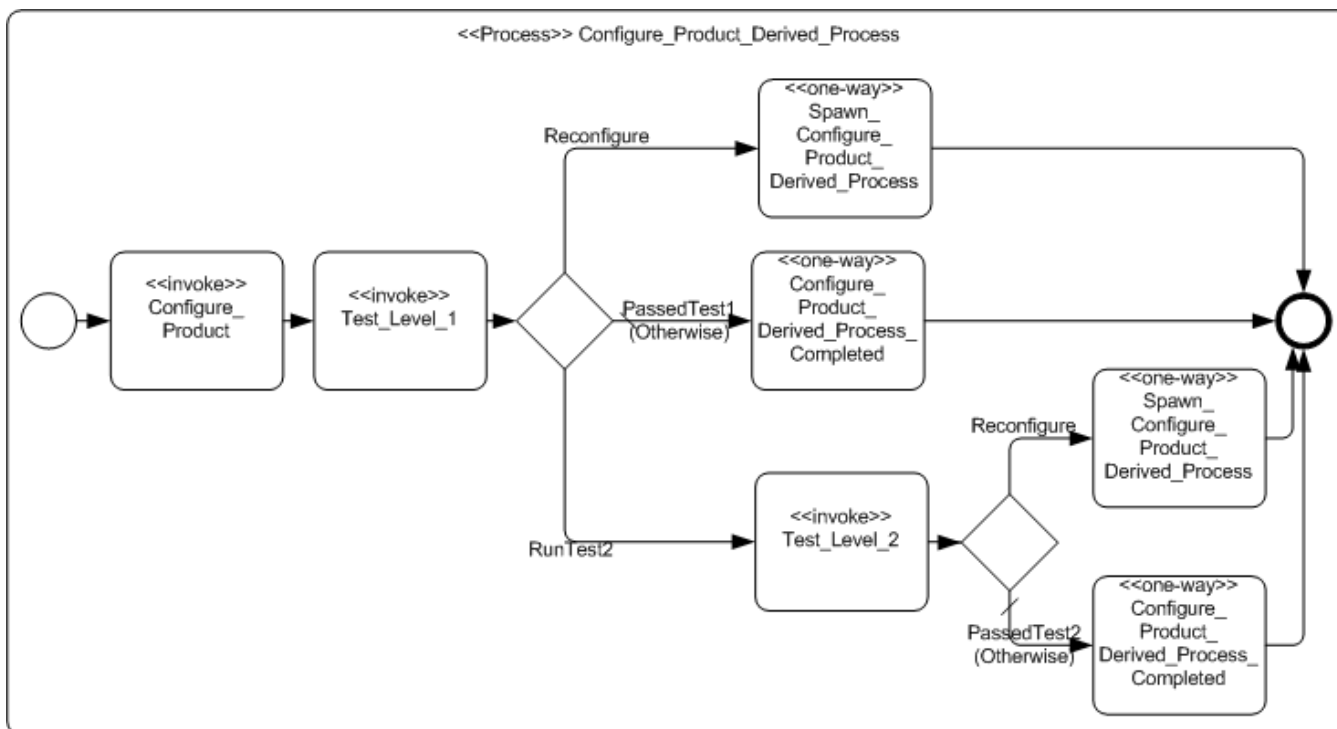 <<Process>> Configure_Product_Derived_Process
<<one-way>>
Spawn_
Configure_
Product_
Derived_Process
Reconfigure
<<invoke>>
Configure_
Product
<<invoke>>
Test_Level_1
PassedTest1
(Otherwise)
<<one-way>>
Configure_
Product_
Derived_Process_
Completed
RunTest2
<<invoke>>
Test_Level_2
Reconfigure
<<one-way>>
Spawn_
Configure_
Product_
Derived_Process
PassedTest2
(Otherwise)
<<one-way>>
Configure_
Product_
Derived_Process_
Completed